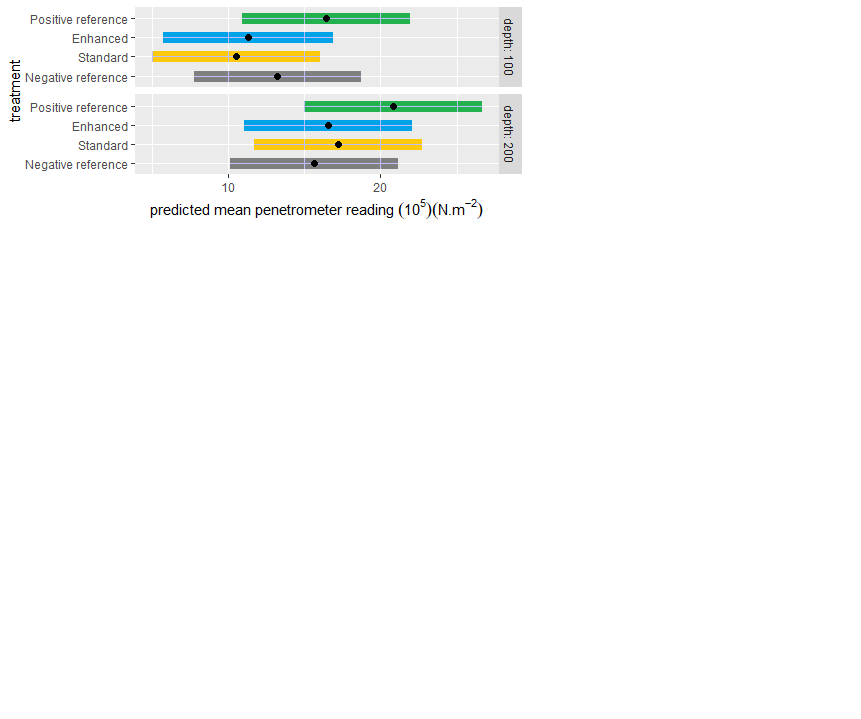 treatment
Positive reference
Enhanced
Standard
Negative reference
depth: 100
Positive reference
Enhanced
Standard
Negative reference
depth: 200
10 20
predicted mean penetrometer reading (10⁵)(N.m⁻²)